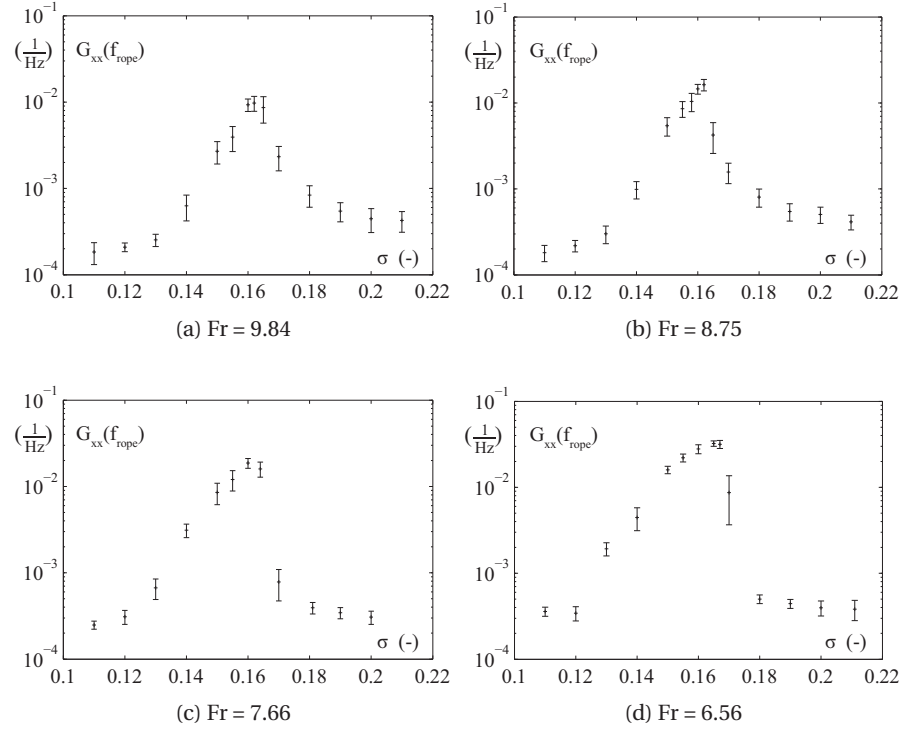 10⁻¹
(1/Hz) Gₓₓ(f_rope)
10⁻²
10⁻³
σ (-)
10⁻⁴
0.1 0.12 0.14 0.16 0.18 0.2 0.22
(a) Fr = 9.84
10⁻¹
(1/Hz) Gₓₓ(f_rope)
10⁻²
10⁻³
σ (-)
10⁻⁴
0.1 0.12 0.14 0.16 0.18 0.2 0.22
(b) Fr = 8.75
10⁻¹
(1/Hz) Gₓₓ(f_rope)
10⁻²
10⁻³
σ (-)
10⁻⁴
0.1 0.12 0.14 0.16 0.18 0.2 0.22
(c) Fr = 7.66
10⁻¹
(1/Hz) Gₓₓ(f_rope)
10⁻²
10⁻³
σ (-)
10⁻⁴
0.1 0.12 0.14 0.16 0.18 0.2 0.22
(d) Fr = 6.56